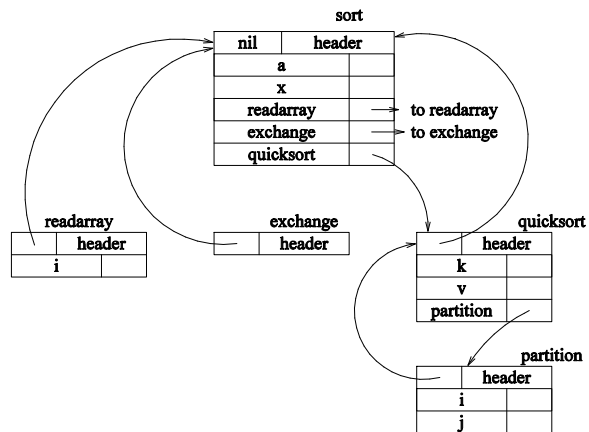 sort
nil header
a
x
readarray to readarray
exchange to exchange
quicksort
readarray
header
i
exchange
header
quicksort
header
k
v
partition
partition
header
i
j